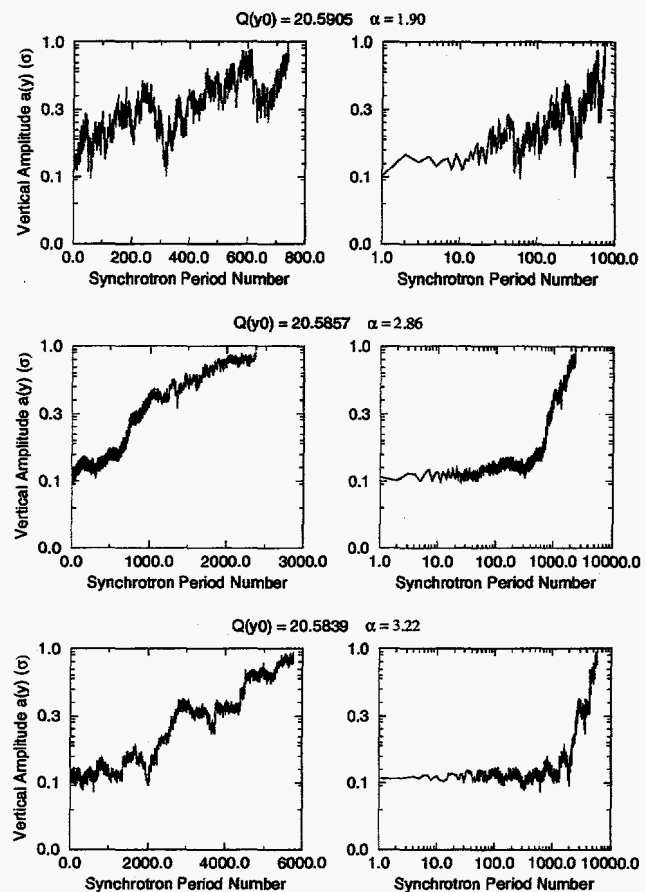 Q(y0) = 20.5905 α = 1.90
Vertical Amplitude a(y) (σ)
1.0
0.3
0.1
0.0
0.0 200.0 400.0 600.0 800.0
Synchrotron Period Number
1.0
0.3
0.1
0.0
1.0 10.0 100.0 1000.0
Synchrotron Period Number
Q(y0) = 20.5857 α = 2.86
Vertical Amplitude a(y) (σ)
1.0
0.3
0.1
0.0
0.0 1000.0 2000.0 3000.0
Synchrotron Period Number
1.0
0.3
0.1
0.0
1.0 10.0 100.0 1000.0 10000.0
Synchrotron Period Number
Q(y0) = 20.5839 α = 3.22
Vertical Amplitude a(y) (σ)
1.0
0.3
0.1
0.0
0.0 2000.0 4000.0 6000.0
Synchrotron Period Number
1.0
0.3
0.1
0.0
1.0 10.0 100.0 1000.0 10000.0
Synchrotron Period Number